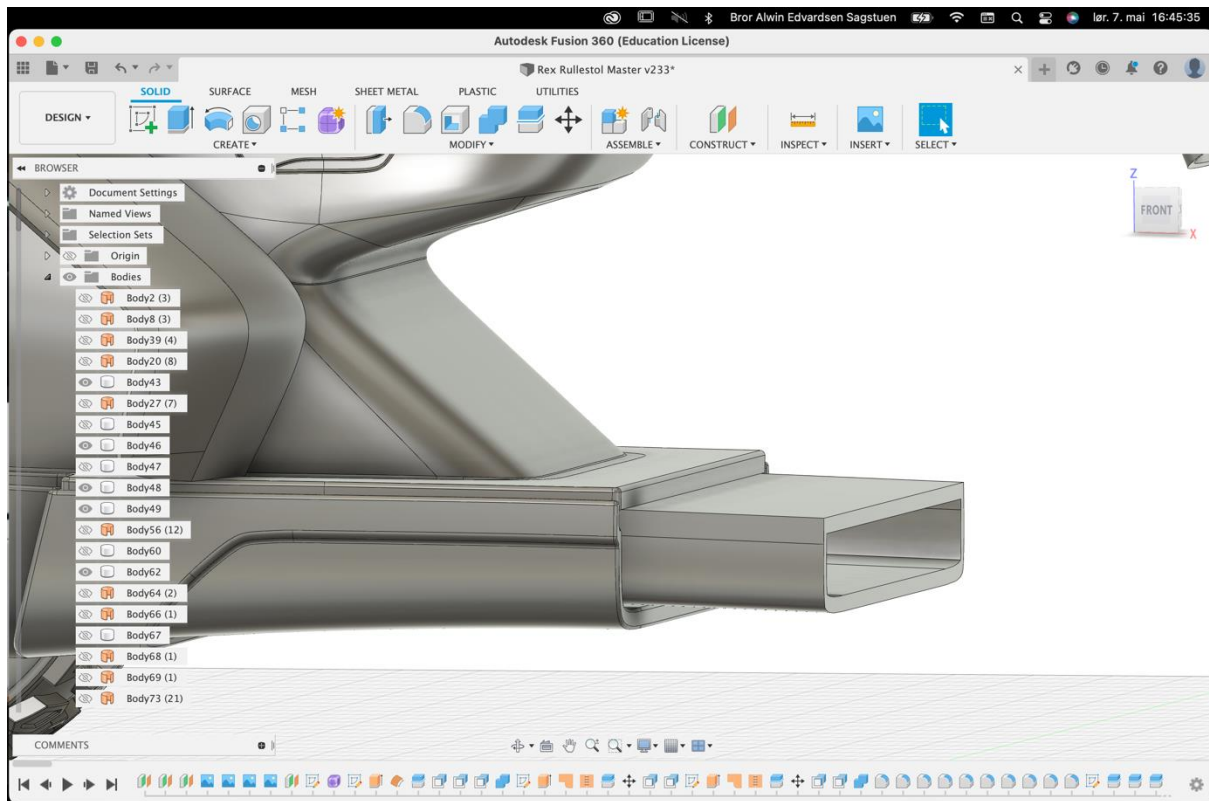 Bror Alwin Edvardsen Sagstuen lør. 7. mai 16:45:35
Autodesk Fusion 360 (Education License)
Rex Rullestol Master v233*
SOLID SURFACE MESH SHEET METAL PLASTIC UTILITIES
DESIGN
CREATE MODIFY ASSEMBLE CONSTRUCT INSPECT INSERT SELECT
BROWSER
Document Settings
Named Views
Selection Sets
Origin
Bodies
Body2 (3)
Body8 (3)
Body39 (4)
Body20 (8)
Body43
Body27 (7)
Body45
Body46
Body47
Body48
Body49
Body56 (12)
Body60
Body62
Body64 (2)
Body66 (1)
Body67
Body68 (1)
Body69 (1)
Body73 (21)
Z
FRONT
X
COMMENTS